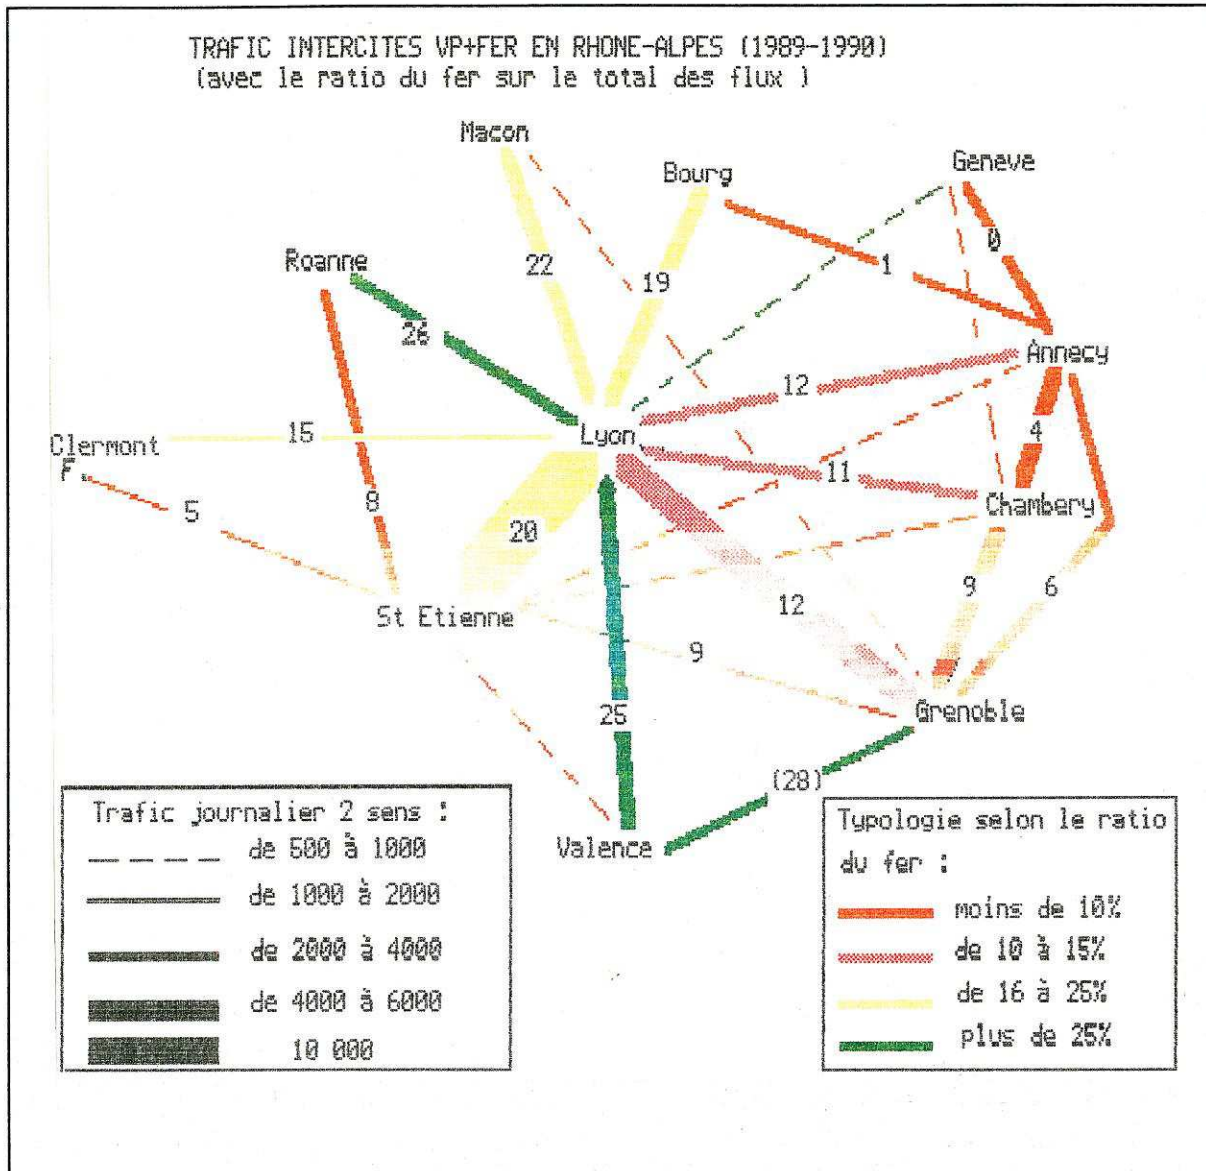 TRAFIC INTERCITES VP+FER EN RHONE-ALPES (1989-1990)
(avec le ratio du fer sur le total des flux )
Macon
Bourg
Geneve
Roanne
22
19
1
0
26
Annecy
12
Clermont
F.
15
Lyon
4
11
5
8
20
Chambery
St Etienne
12
9
6
9
25
Grenoble
(28)
Valence
Trafic journalier 2 sens :
de 500 à 1000
de 1000 à 2000
de 2000 à 4000
de 4000 à 6000
10 000
Typologie selon le ratio
du fer :
moins de 10%
de 10 à 15%
de 16 à 25%
plus de 25%